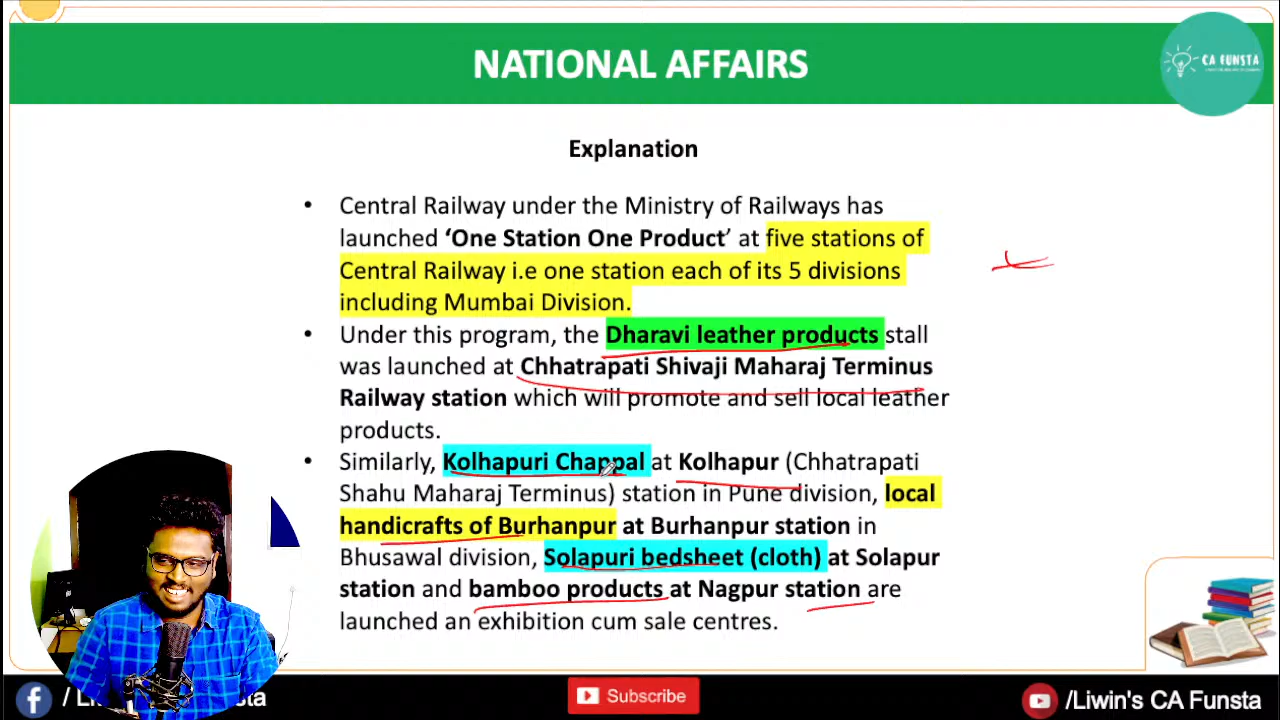 NATIONAL AFFAIRS
CA FUNSTA
Explanation
• Central Railway under the Ministry of Railways has
launched ‘One Station One Product’ at five stations of
Central Railway i.e one station each of its 5 divisions
including Mumbai Division.
• Under this program, the Dharavi leather products stall
was launched at Chhatrapati Shivaji Maharaj Terminus
Railway station which will promote and sell local leather
products.
• Similarly, Kolhapuri Chappal at Kolhapur (Chhatrapati
Shahu Maharaj Terminus) station in Pune division, local
handicrafts of Burhanpur at Burhanpur station in
Bhusawal division, Solapuri bedsheet (cloth) at Solapur
station and bamboo products at Nagpur station are
launched an exhibition cum sale centres.
Subscribe
/Liwin's CA Funsta